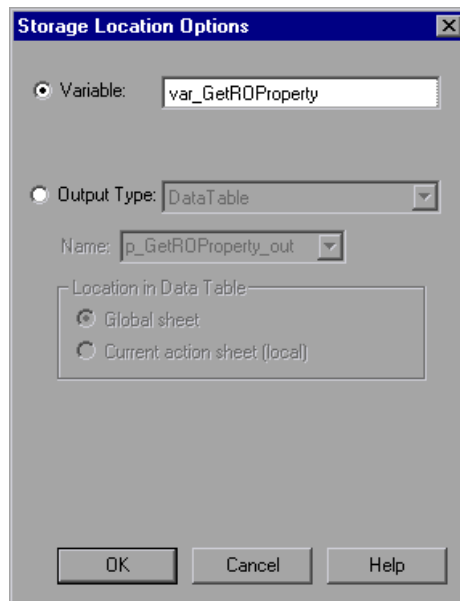 Storage Location Options
Variable: var_GetROProperty
Output Type: DataTable
Name: p_GetROProperty_out
Location in Data Table
Global sheet
Current action sheet (local)
OK Cancel Help